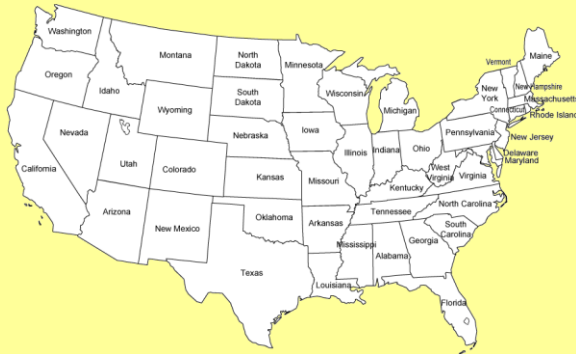 Washington
Oregon
Idaho
Montana
North
Dakota
Minnesota
South
Dakota
Wyoming
Wisconsin
Michigan
Vermont
Maine
New Hampshire
New
York
Massachusetts
Connecticut
Rhode Island
Nevada
Utah
California
Colorado
Nebraska
Iowa
Illinois
Indiana
Ohio
Pennsylvania
New Jersey
Delaware
Maryland
West
Virginia
Virginia
Kansas
Missouri
Kentucky
Arizona
New Mexico
Oklahoma
Arkansas
Tennessee
North Carolina
South
Carolina
Texas
Louisiana
Mississippi
Alabama
Georgia
Florida